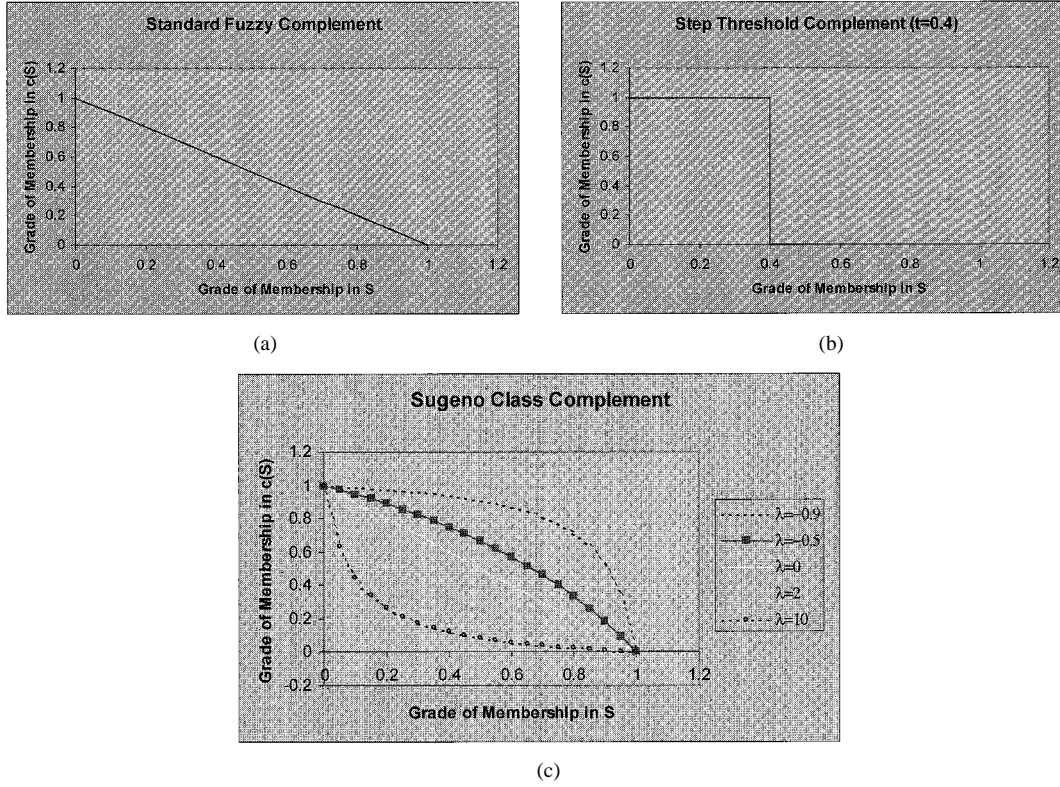 Standard Fuzzy Complement
Grade of Membership in c(S)
1.2
1
0.8
0.6
0.4
0.2
0
0 0.2 0.4 0.6 0.8 1 1.2
Grade of Membership in S
(a)
Step Threshold Complement (t=0.4)
Grade of Membership in c(S)
1.2
1
0.8
0.6
0.4
0.2
0
0 0.2 0.4 0.6 0.8 1 1.2
Grade of Membership in S
(b)
Sugeno Class Complement
Grade of Membership in c(S)
1.2
1
0.8
0.6
0.4
0.2
0
-0.2
0 0.2 0.4 0.6 0.8 1 1.2
Grade of Membership in S
λ=-0.9
λ=-0.5
λ=0
λ=2
λ=10
(c)